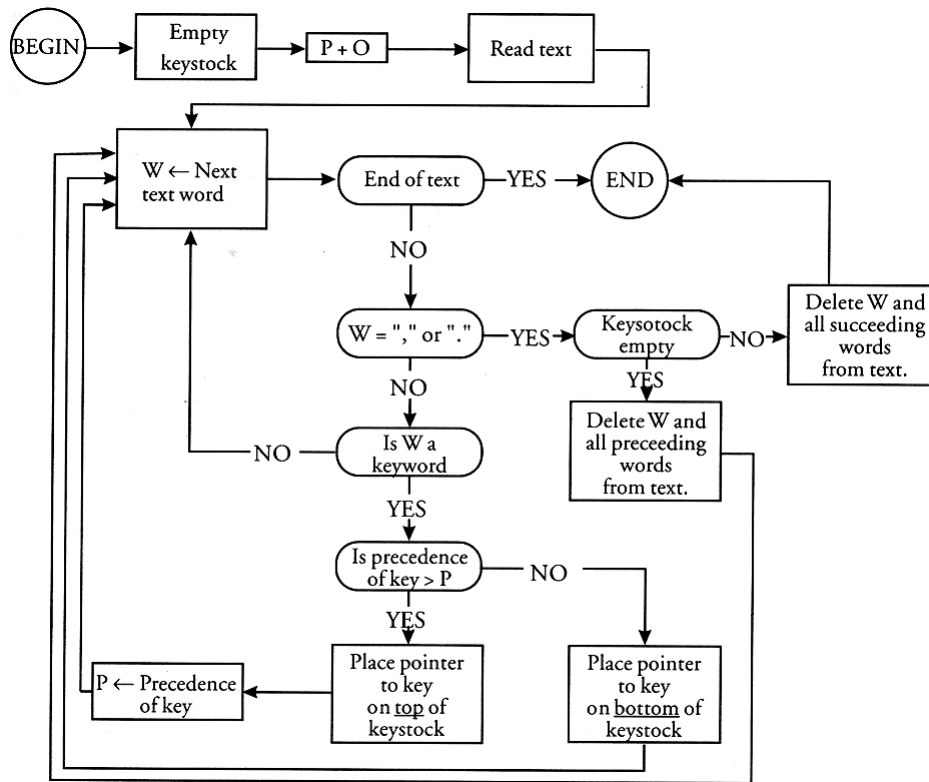 BEGIN
Empty
keystock
P + O
Read text
W ← Next
text word
End of text
YES
END
NO
W = "," or "."
YES
Keysotock
empty
NO
Delete W and
all succeeding
words
from text.
NO
YES
Delete W and
all preceeding
words
from text.
Is W a
keyword
NO
YES
Is precedence
of key > P
NO
YES
P ← Precedence
of key
Place pointer
to key
on top of
keystock
Place pointer
to key
on bottom of
keystock